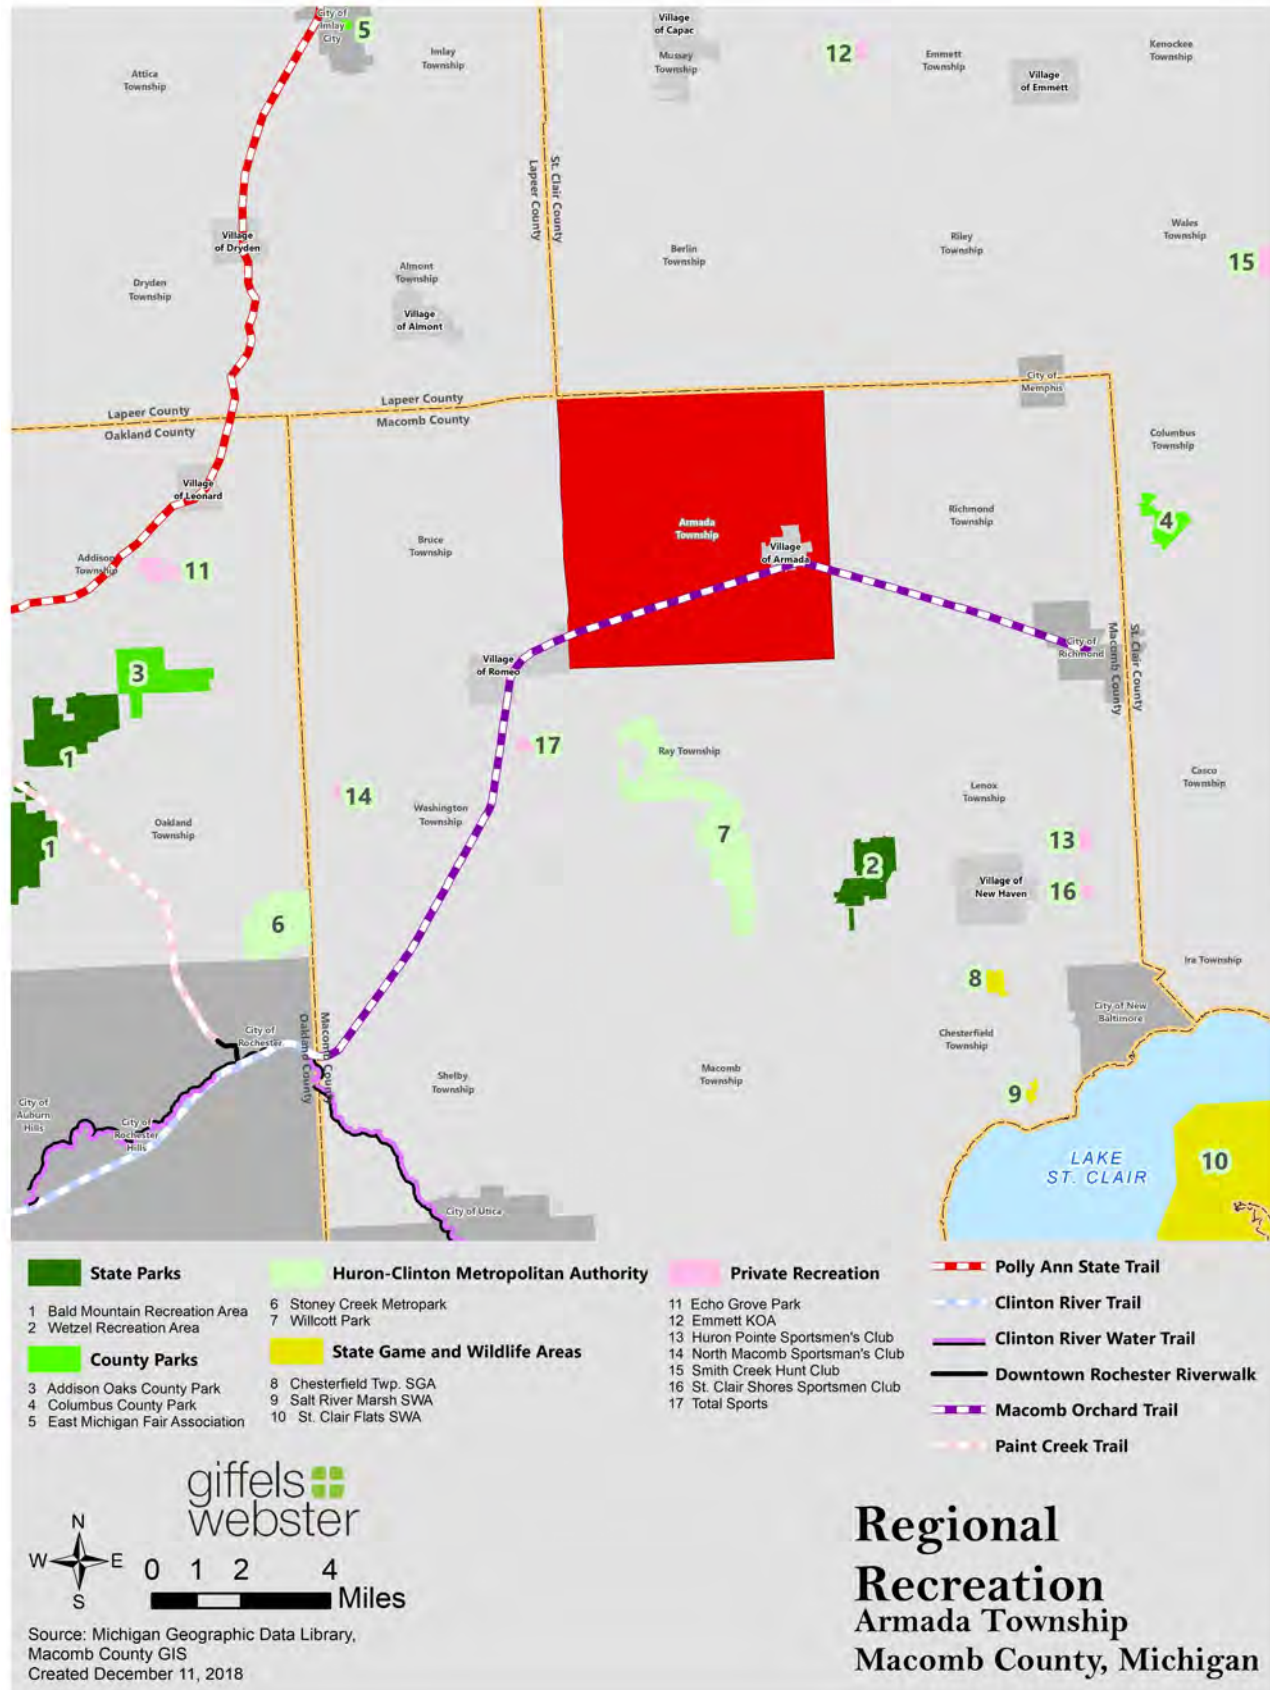 City of
Imlay
City
5
Imlay
Township
Village
of Capac
Mussey
Township
12
Emmett
Township
Kenockee
Township
Attica
Township
Village
of Emmett
St. Clair County
Lapeer County
Village
of Dryden
Dryden
Township
Almont
Township
Village
of Almont
Berlin
Township
Riley
Township
Wales
Township
15
City of
Memphis
Lapeer County
Oakland County
Lapeer County
Macomb County
Columbus
Township
Village
of Leonard
Bruce
Township
Armada
Township
Village
of Armada
Richmond
Township
4
Addison
Township
11
City of
Richmond
Macomb County
St. Clair County
3
Village
of Romeo
1
17
Ray Township
14
Washington
Township
Lenox
Township
Casco
Township
Oakland
Township
1
7
2
13
Village of
New Haven
16
6
8
Ira Township
City of New
Baltimore
City of
Rochester
Macomb County
Oakland County
Chesterfield
Township
Shelby
Township
Macomb
Township
9
City of
Auburn
Hills
City of
Rochester
Hills
LAKE
ST. CLAIR
10
City of Utica
State Parks
1 Bald Mountain Recreation Area
2 Wetzel Recreation Area
County Parks
3 Addison Oaks County Park
4 Columbus County Park
5 East Michigan Fair Association
Huron-Clinton Metropolitan Authority
6 Stoney Creek Metropark
7 Willcott Park
State Game and Wildlife Areas
8 Chesterfield Twp. SGA
9 Salt River Marsh SWA
10 St. Clair Flats SWA
Private Recreation
11 Echo Grove Park
12 Emmett KOA
13 Huron Pointe Sportsmen's Club
14 North Macomb Sportsman's Club
15 Smith Creek Hunt Club
16 St. Clair Shores Sportsmen Club
17 Total Sports
Polly Ann State Trail
Clinton River Trail
Clinton River Water Trail
Downtown Rochester Riverwalk
Macomb Orchard Trail
Paint Creek Trail
giffels
webster
N
W E
S
0 1 2 4
Miles
Source: Michigan Geographic Data Library,
Macomb County GIS
Created December 11, 2018
Regional
Recreation
Armada Township
Macomb County, Michigan